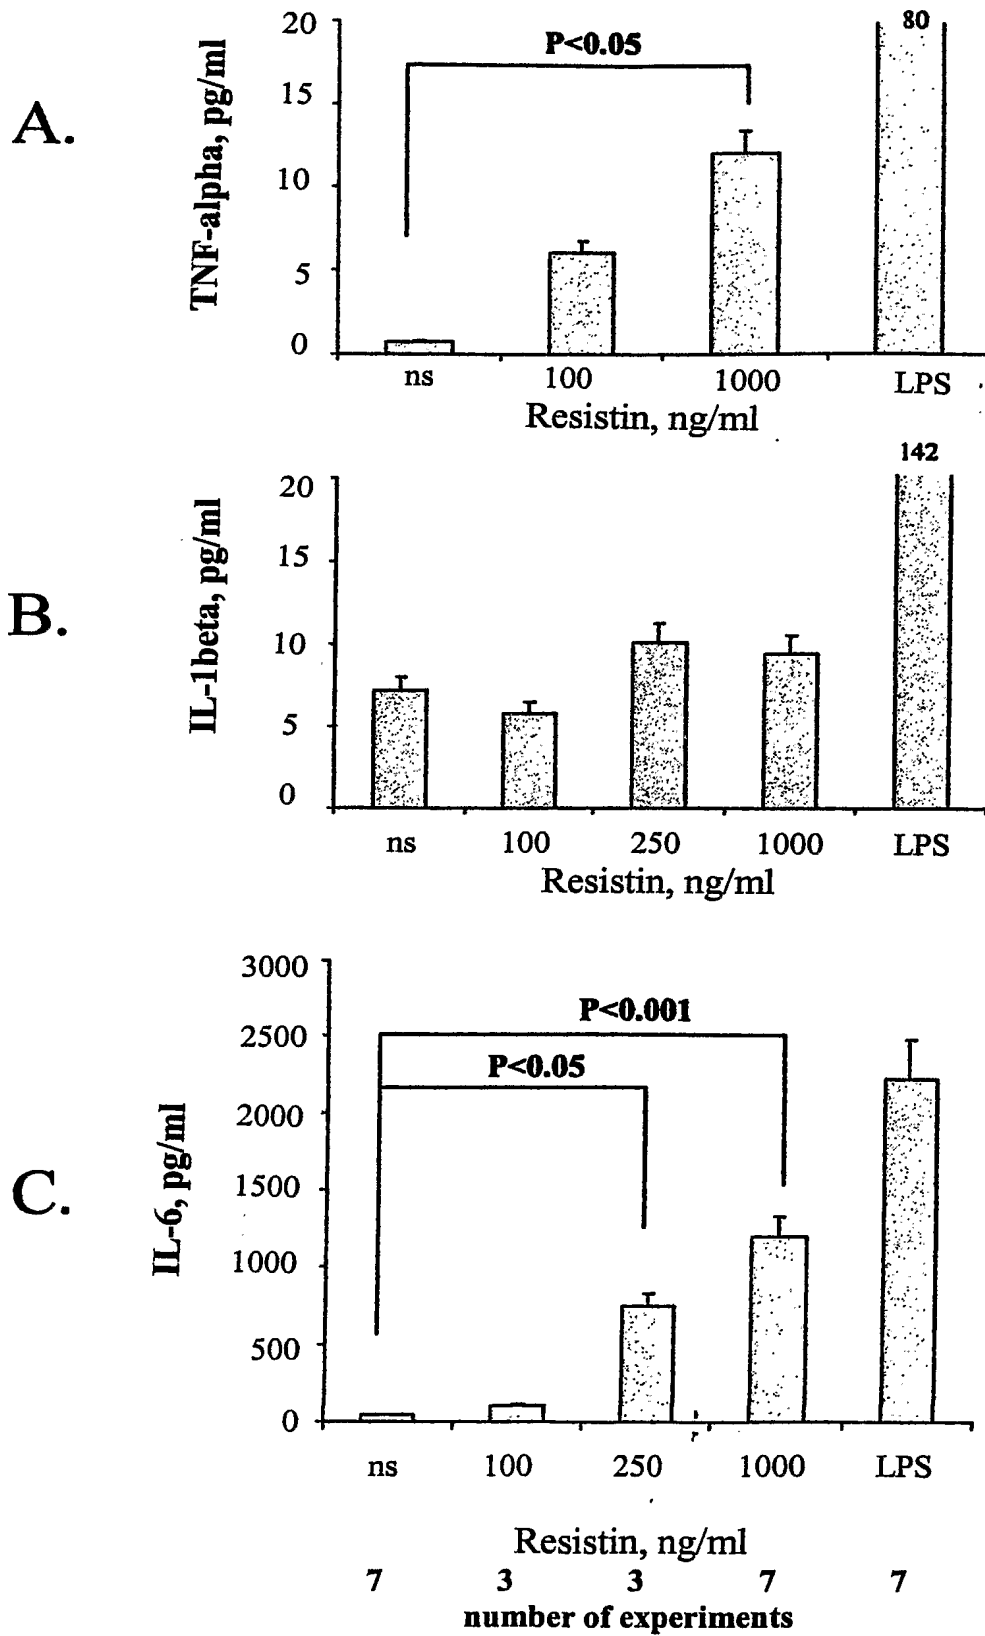 A.
TNF-alpha, pg/ml
20
15
10
5
0
P<0.05
80
ns 100 1000 LPS
Resistin, ng/ml
B.
IL-1beta, pg/ml
20
15
10
5
0
142
ns 100 250 1000 LPS
Resistin, ng/ml
C.
IL-6, pg/ml
3000
2500
2000
1500
1000
500
0
P<0.001
P<0.05
ns 100 250 1000 LPS
Resistin, ng/ml
7 3 3 7 7
number of experiments